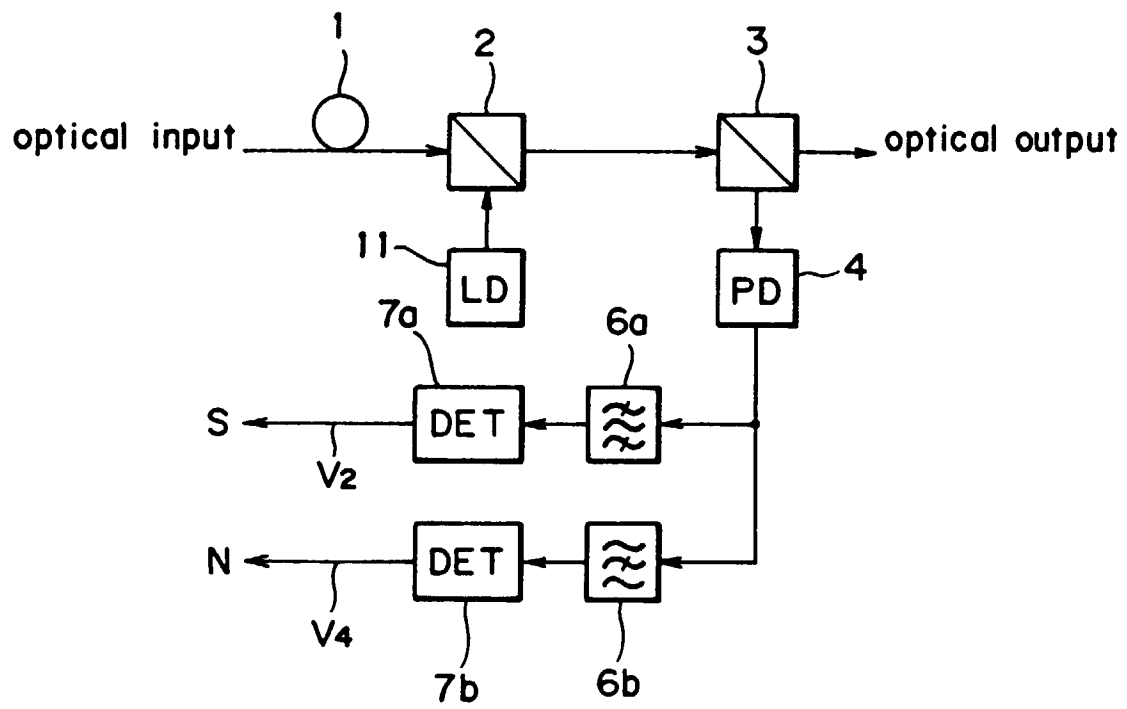 1
2
3
optical input
optical output
11
LD
PD
4
7a
6a
S
DET
V2
N
DET
V4
7b
6b